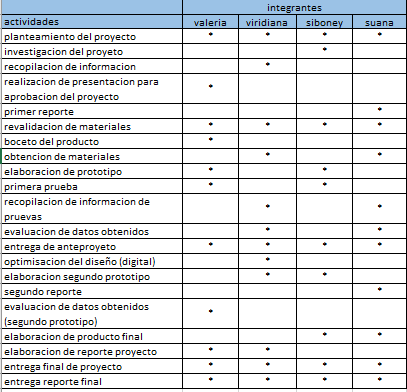 integrantes
actividades valeria viridiana siboney suana
planteamiento del proyecto * * * *
investigacion del proyeto *
recopilacion de informacion *
realizacion de presentacion para
aprobacion del proyecto *
primer reporte *
revalidacion de materiales * * * *
boceto del producto *
obtencion de materiales * *
elaboracion de prototipo * *
primera prueba * *
recopilacion de informacion de
pruevas * *
evaluacion de datos obtenidos * *
entrega de anteproyeto * * * *
optimisacion del diseño (digital) *
elaboracion segundo prototipo * *
segundo reporte *
evaluacion de datos obtenidos
(segundo prototipo) *
elaboracion de producto final * *
elaboracion de reporte proyecto * *
entrega final de proyecto * * * *
entrega reporte final * * * *